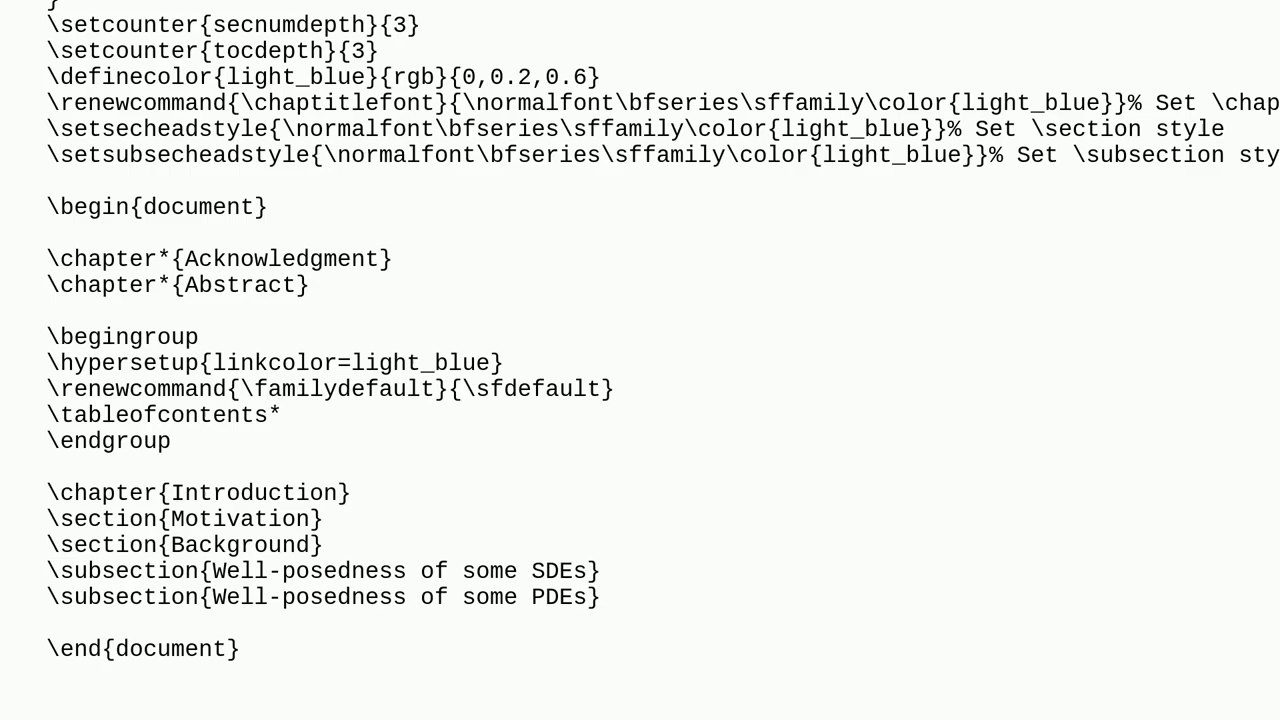 }
\setcounter{secnumdepth}{3}
\setcounter{tocdepth}{3}
\definecolor{light_blue}{rgb}{0,0.2,0.6}
\renewcommand{\chaptitlefont}{\normalfont\bfseries\sffamily\color{light_blue}}% Set \chap
\setsecheadstyle{\normalfont\bfseries\sffamily\color{light_blue}}% Set \section style
\setsubsecheadstyle{\normalfont\bfseries\sffamily\color{light_blue}}% Set \subsection sty
\begin{document}
\chapter*{Acknowledgment}
\chapter*{Abstract}
\begingroup
\hypersetup{linkcolor=light_blue}
\renewcommand{\familydefault}{\sfdefault}
\tableofcontents*
\endgroup
\chapter{Introduction}
\section{Motivation}
\section{Background}
\subsection{Well-posedness of some SDEs}
\subsection{Well-posedness of some PDEs}
\end{document}